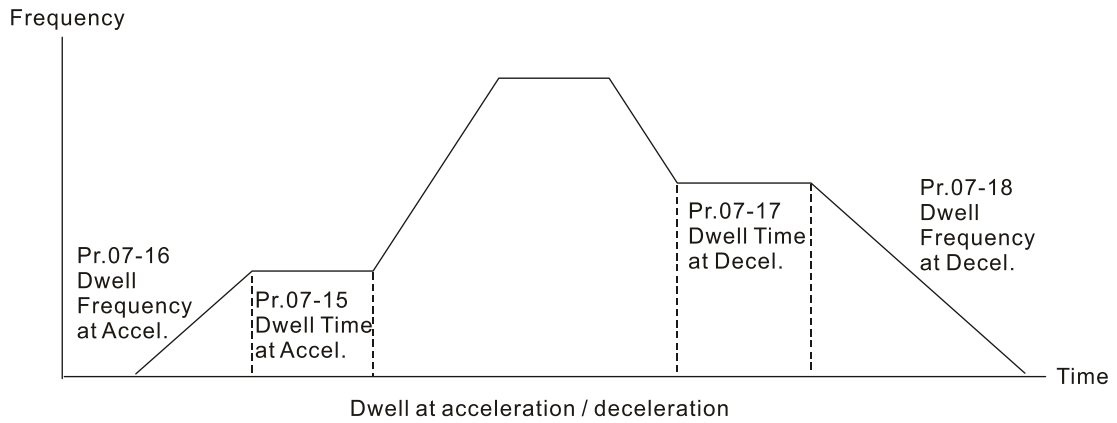 Frequency
Pr.07-16
Dwell
Frequency
at Accel.
Pr.07-15
Dwell Time
at Accel.
Pr.07-17
Dwell Time
at Decel.
Pr.07-18
Dwell
Frequency
at Decel.
Time
Dwell at acceleration / deceleration